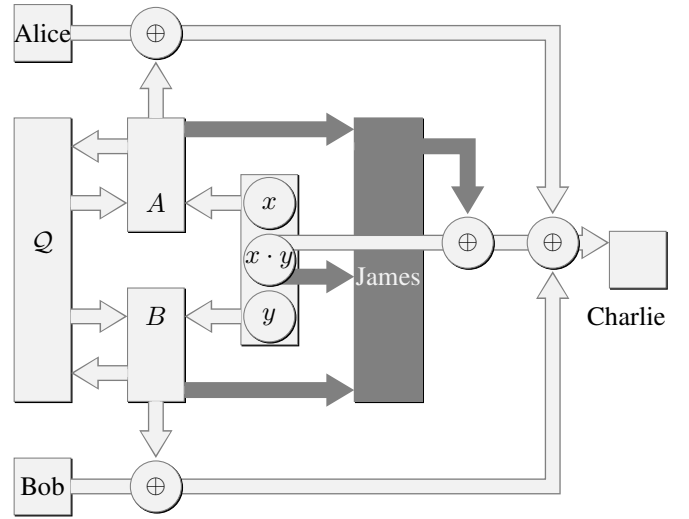 Alice ⊕
A
x
Q
x · y ⊕ ⊕
James
B
y
Charlie
Bob ⊕